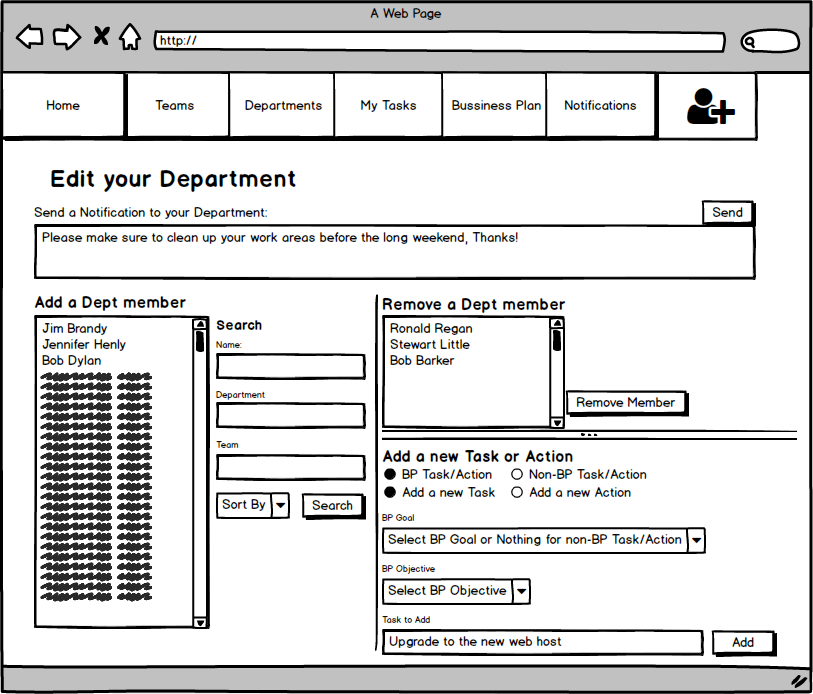 A Web Page
http://
Home
Teams
Departments
My Tasks
Bussiness Plan
Notifications
Edit your Department
Send a Notification to your Department:
Send
Please make sure to clean up your work areas before the long weekend, Thanks!
Add a Dept member
Jim Brandy
Jennifer Henly
Bob Dylan
Search
Name:
Department
Team
Sort By
Search
Remove a Dept member
Ronald Regan
Stewart Little
Bob Barker
Remove Member
Add a new Task or Action
BP Task/Action Non-BP Task/Action
Add a new Task Add a new Action
BP Goal
Select BP Goal or Nothing for non-BP Task/Action
BP Objective
Select BP Objective
Task to Add
Upgrade to the new web host
Add